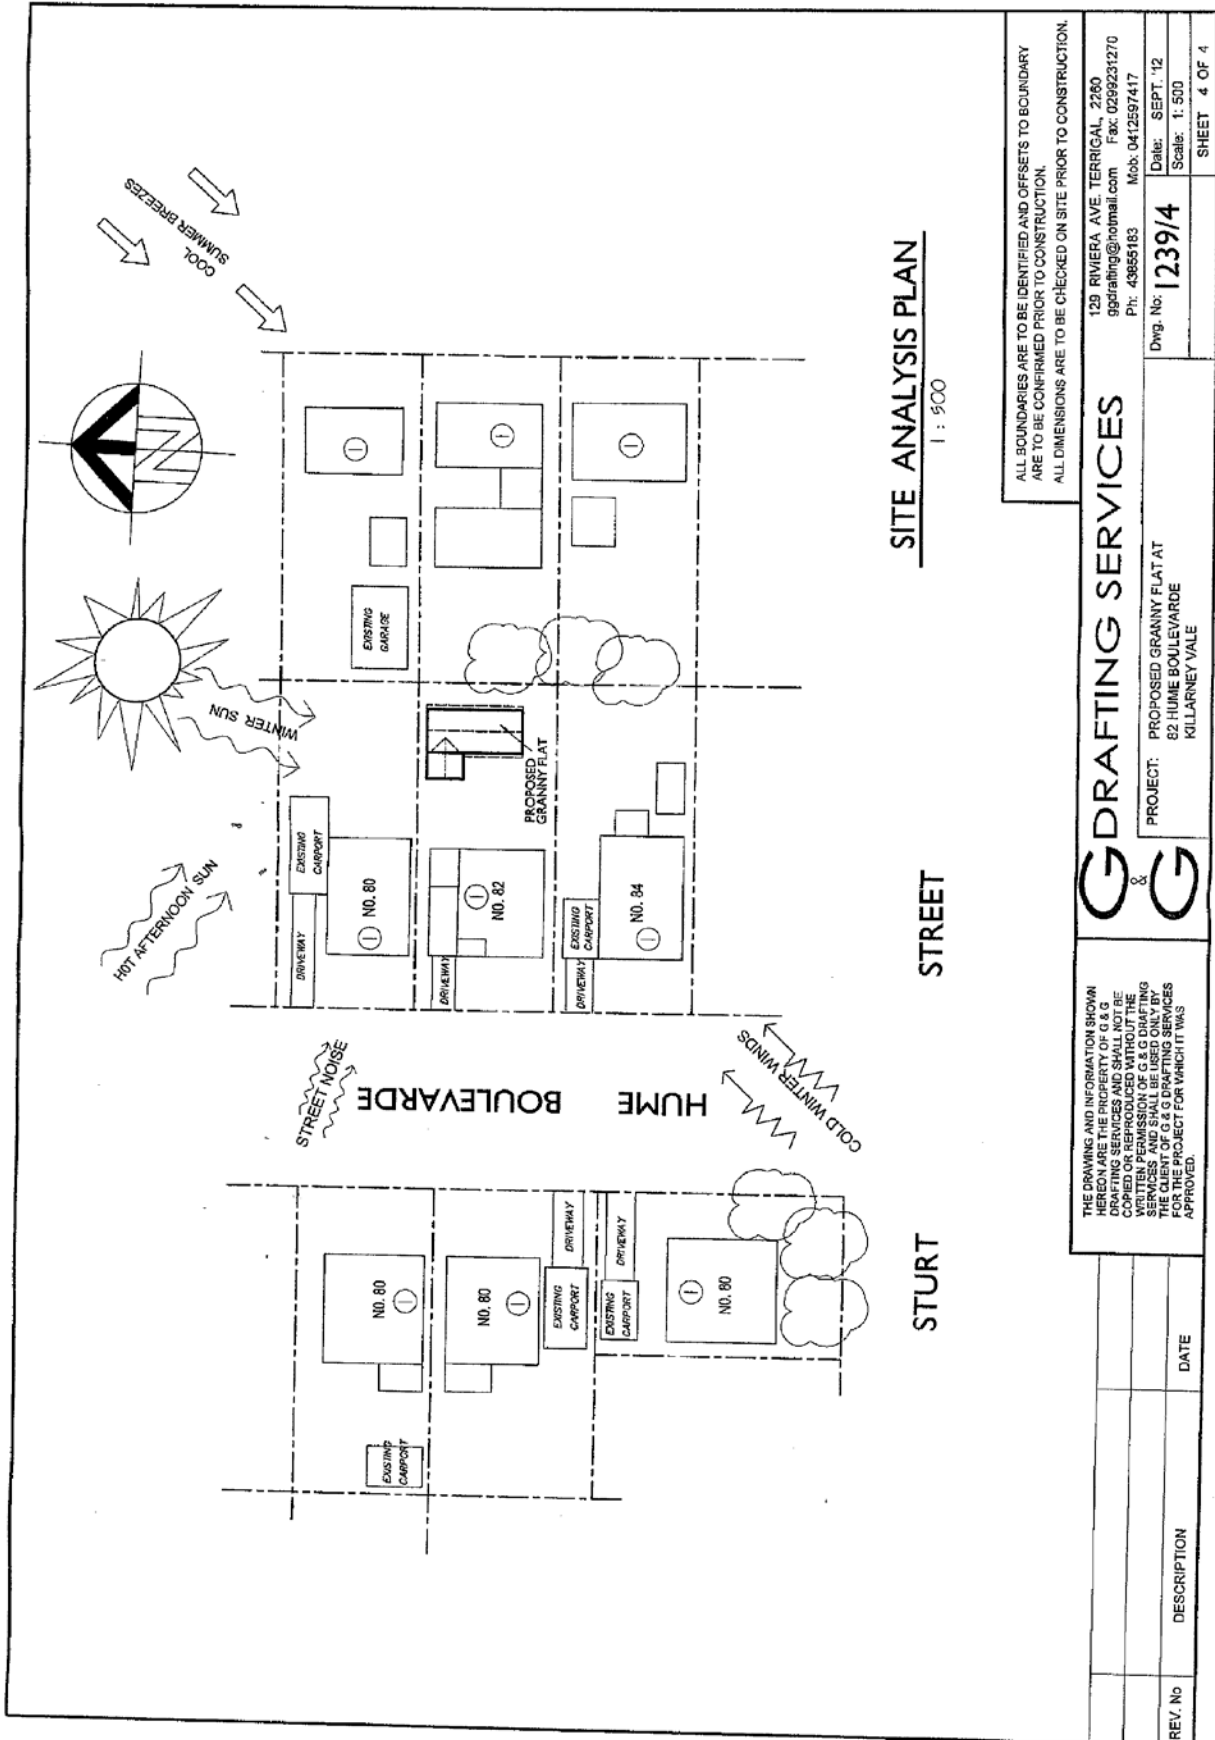 COOL
SUMMER BREEZES
N
WINTER SUN
HOT AFTERNOON SUN
STREET NOISE
COLD WINTER WINDS
HUME BOULEVARDE
STURT STREET
EXISTING
CARPORT
NO. 80
1
NO. 80
1
EXISTING
CARPORT
DRIVEWAY
EXISTING
CARPORT
DRIVEWAY
1
NO. 80
DRIVEWAY
EXISTING
CARPORT
1
NO. 80
DRIVEWAY
1
NO. 82
DRIVEWAY
EXISTING
CARPORT
1
NO. 84
PROPOSED
GRANNY FLAT
EXISTING
GARAGE
1
1
1
SITE ANALYSIS PLAN
1 : 500
ALL BOUNDARIES ARE TO BE IDENTIFIED AND OFFSETS TO BOUNDARY
ARE TO BE CONFIRMED PRIOR TO CONSTRUCTION.
ALL DIMENSIONS ARE TO BE CHECKED ON SITE PRIOR TO CONSTRUCTION.
REV. No DESCRIPTION DATE
THE DRAWING AND INFORMATION SHOWN
HEREON ARE THE PROPERTY OF G & G
DRAFTING SERVICES AND SHALL NOT BE
COPIED OR REPRODUCED WITHOUT THE
WRITTEN PERMISSION OF G & G DRAFTING
SERVICES AND SHALL BE USED ONLY BY
THE CLIENT OF G & G DRAFTING SERVICES
FOR THE PROJECT FOR WHICH IT WAS
APPROVED.
G & G DRAFTING SERVICES
129 RIVIERA AVE. TERRIGAL, 2260
ggdrafting@hotmail.com Fax: 0299231270
Ph: 43855183 Mob: 0412597417
PROJECT: PROPOSED GRANNY FLAT AT
82 HUME BOULEVARDE
KILLARNEY VALE
Dwg. No: 1239/4
Date: SEPT. '12
Scale: 1: 500
SHEET 4 OF 4